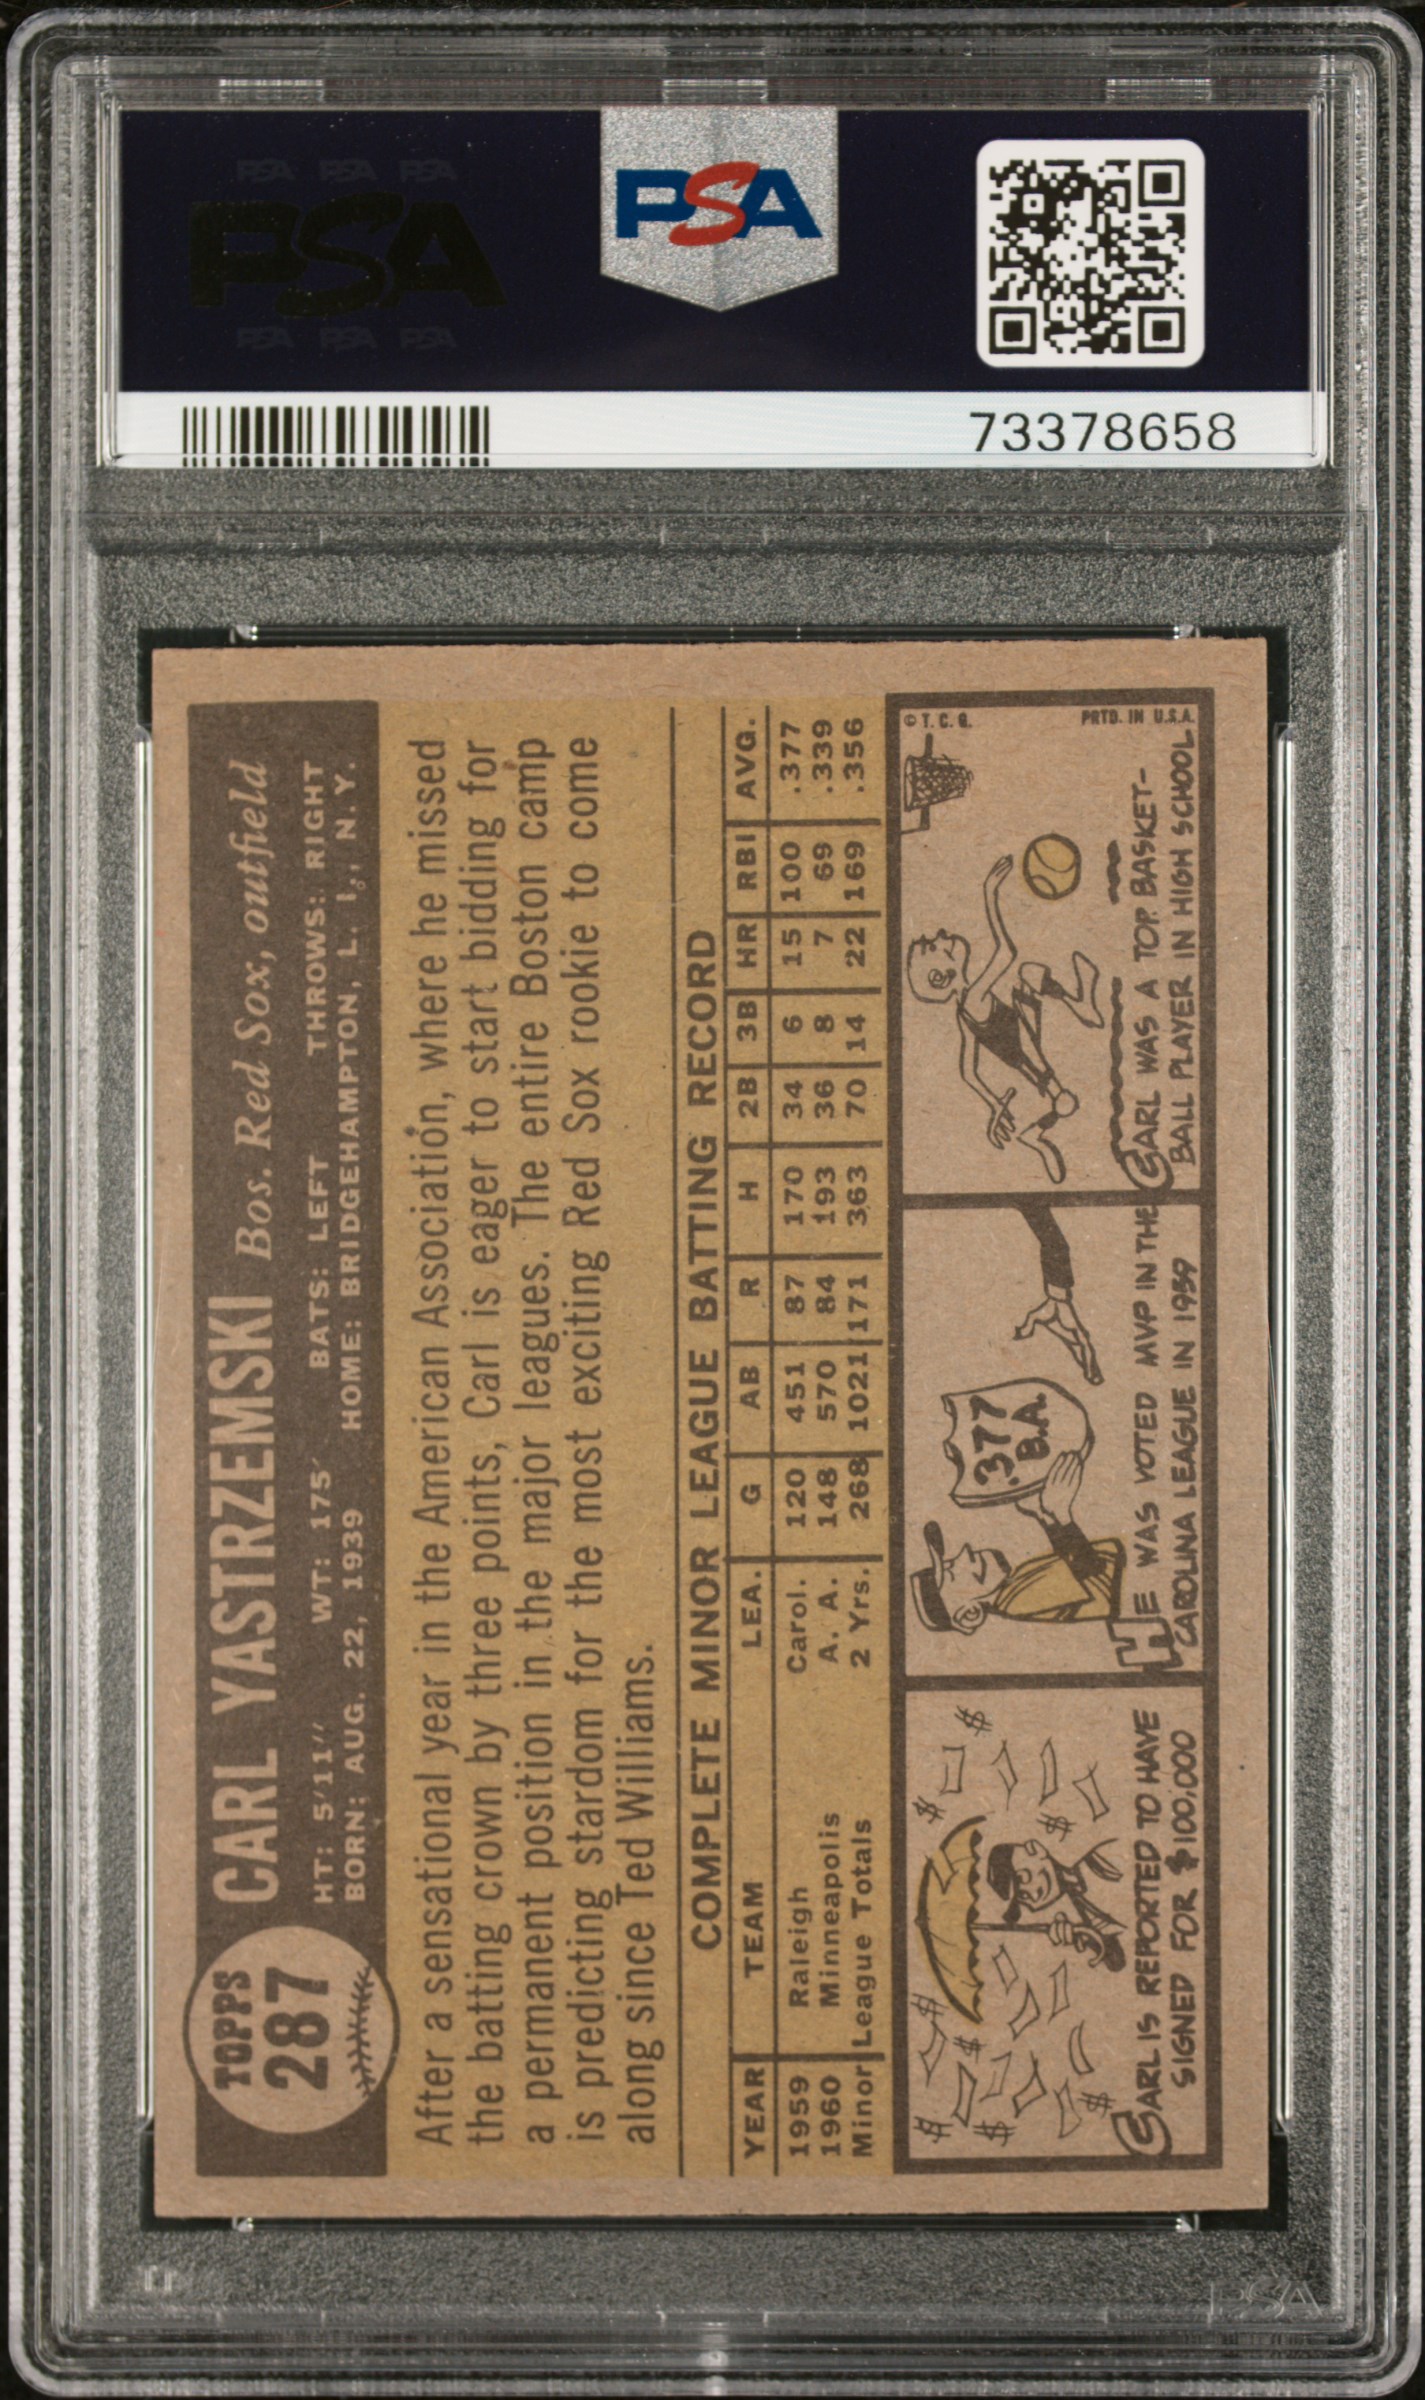 PSA PSA PSA
PSA
PSA PSA PSA
PSA
73378658
TOPPS
287
CARL YASTRZEMSKI Bos. Red Sox, outfield
HT: 5'11" WT: 175 BATS: LEFT THROWS: RIGHT
BORN: AUG. 22, 1939 HOME: BRIDGEHAMPTON, L. I., N. Y.
After a sensational year in the American Association, where he missed
the batting crown by three points, Carl is eager to start bidding for
a permanent position in the major leagues. The entire Boston camp
is predicting stardom for the most exciting Red Sox rookie to come
along since Ted Williams.
COMPLETE MINOR LEAGUE BATTING RECORD
YEAR TEAM LEA. G AB R H 2B 3B HR RBI AVG.
1959 Raleigh Carol. 120 451 87 170 34 6 15 100 .377
1960 Minneapolis A. A. 148 570 84 193 36 8 7 69 .339
Minor League Totals 2 Yrs. 268 1021 171 363 70 14 22 169 .356
CARL IS REPORTED TO HAVE
SIGNED FOR $100,000
.377
B.A.
HE WAS VOTED MVP IN THE
CAROLINA LEAGUE IN 1959
© T. C. G.
PRTD. IN U.S.A.
CARL WAS A TOP BASKET-
BALL PLAYER IN HIGH SCHOOL
PSA